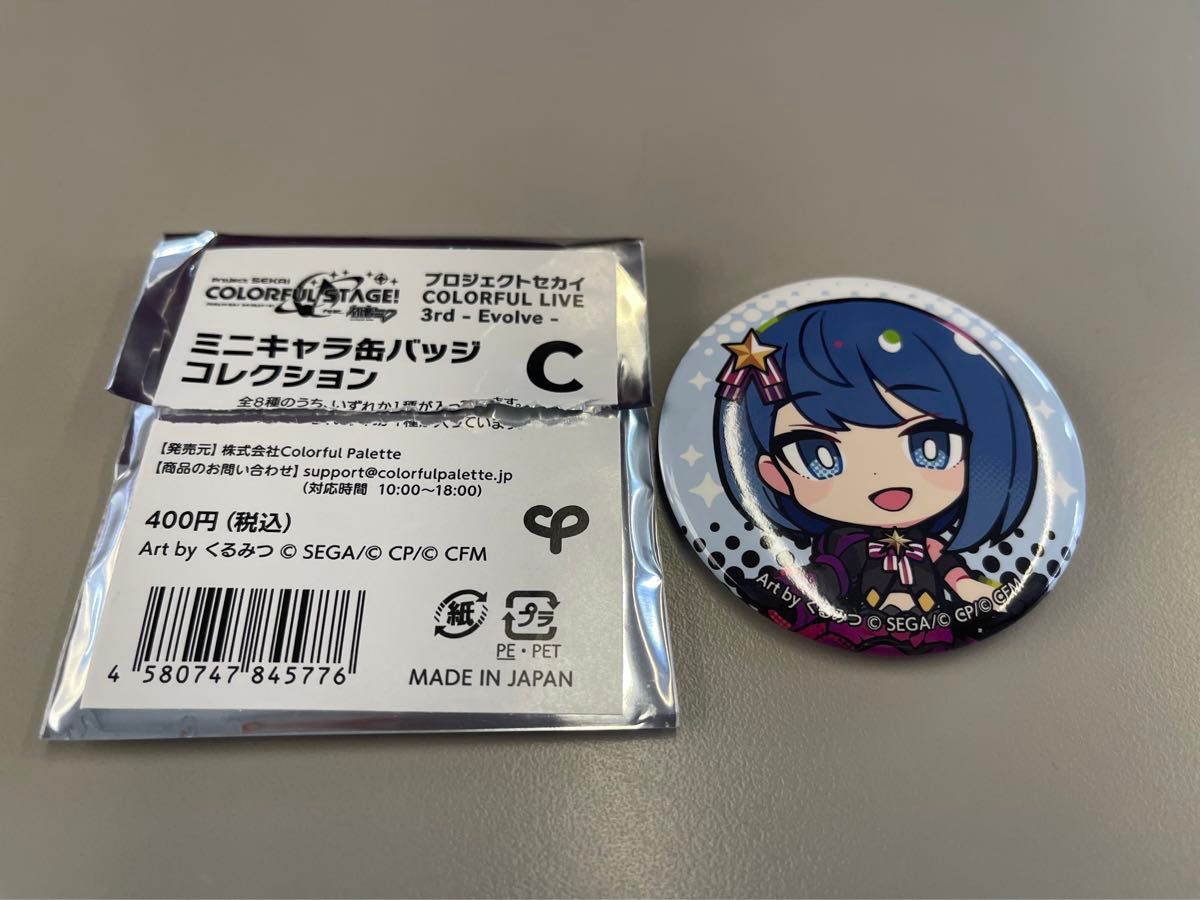 Project SEKAI
COLORFUL STAGE!
feat. 初音ミク
プロジェクトセカイ
COLORFUL LIVE
3rd - Evolve -
ミニキャラ缶バッジ
コレクション
C
全8種のうち、いずれか1種が入っています。
【発売元】株式会社Colorful Palette
【商品のお問い合わせ】support@colorfulpalette.jp
(対応時間 10:00〜18:00)
400円(税込)
Art by くるみつ © SEGA/© CP/© CFM
4 580747 845776
紙
プラ
PE・PET
MADE IN JAPAN
Art by くるみつ © SEGA/© CP/© CFM